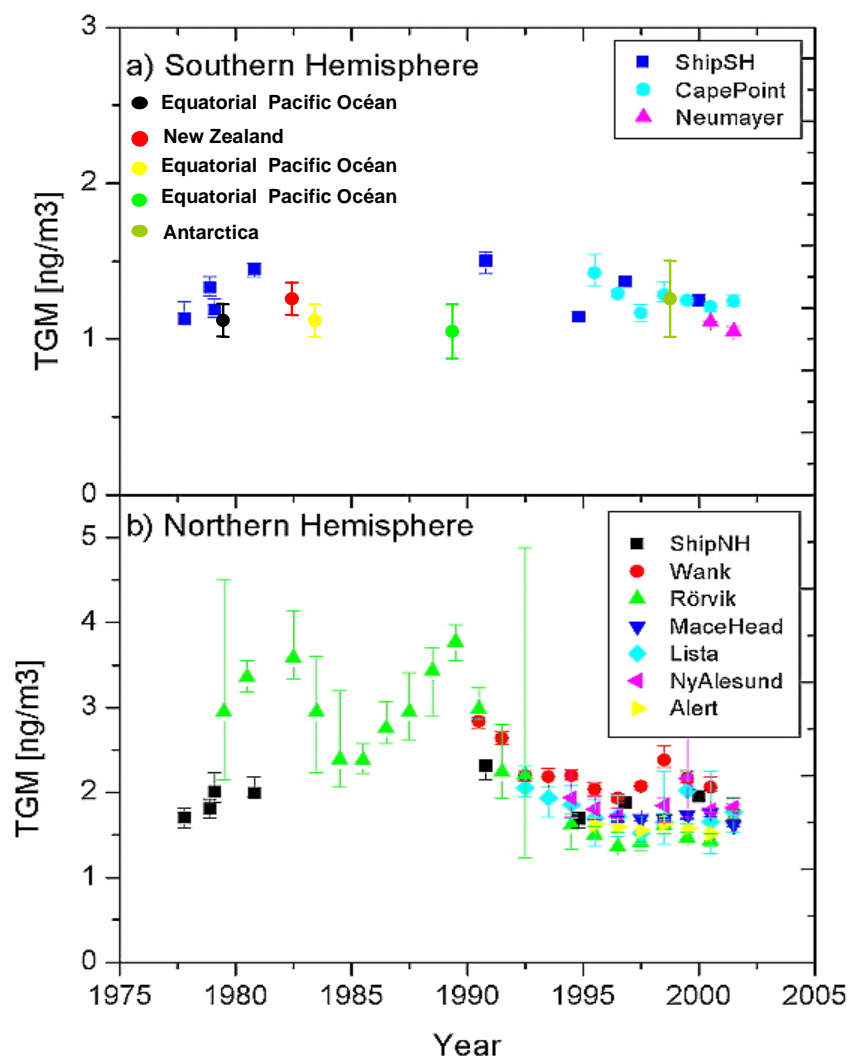 3
a) Southern Hemisphere
Equatorial Pacific Océan
New Zealand
Equatorial Pacific Océan
Equatorial Pacific Océan
Antarctica
ShipSH
CapePoint
Neumayer
2
1
0
TGM [ng/m3]
b) Northern Hemisphere
ShipNH
Wank
Rörvik
MaceHead
Lista
NyAlesund
Alert
5
4
3
2
1
0
TGM [ng/m3]
1975 1980 1985 1990 1995 2000 2005
Year